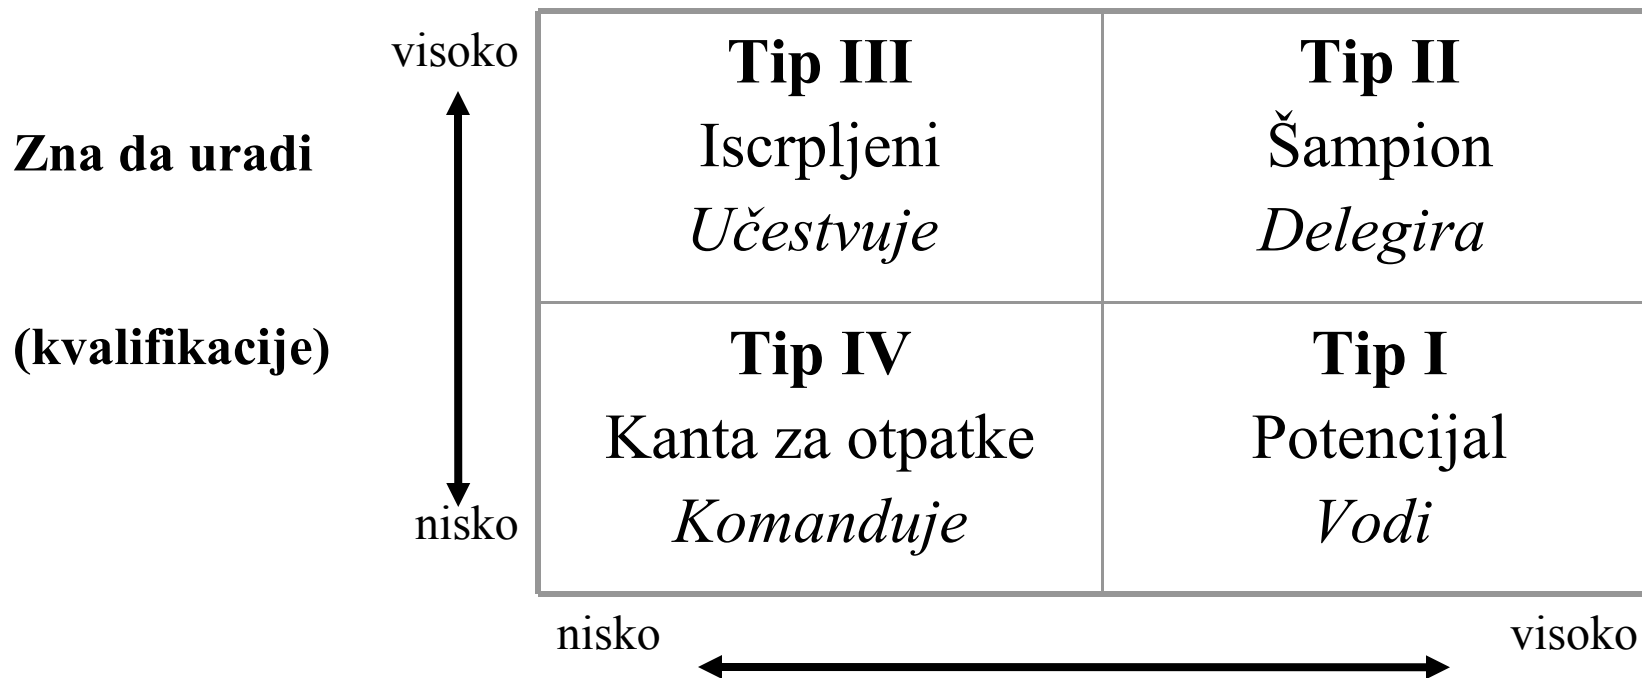 visoko
Zna da uradi
(kvalifikacije)
nisko
Tip III
Iscrpljeni
Učestvuje
Tip II
Šampion
Delegira
Tip IV
Kanta za otpatke
Komanduje
Tip I
Potencijal
Vodi
nisko
visoko